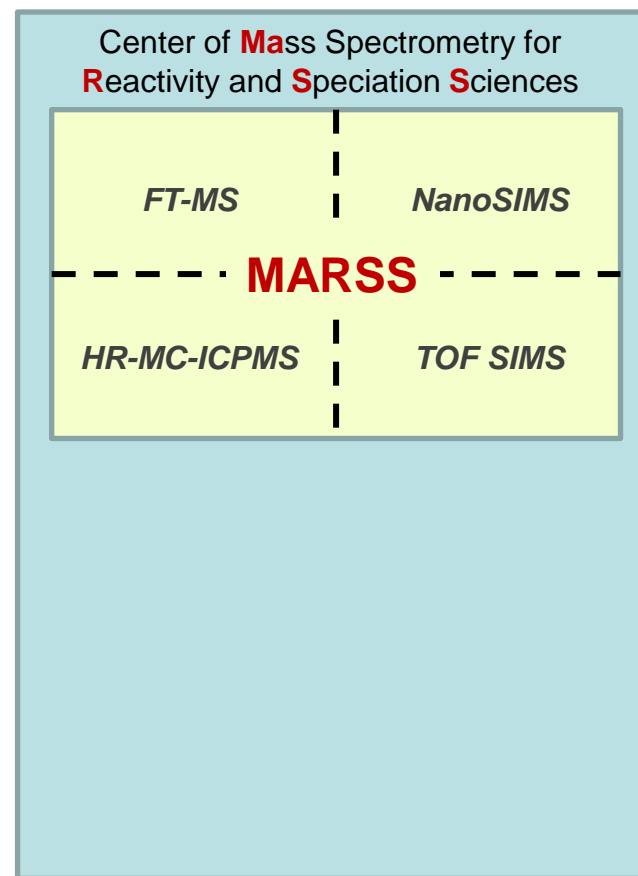 Center of Mass Spectrometry for
Reactivity and Speciation Sciences
FT-MS
NanoSIMS
MARSS
HR-MC-ICPMS
TOF SIMS